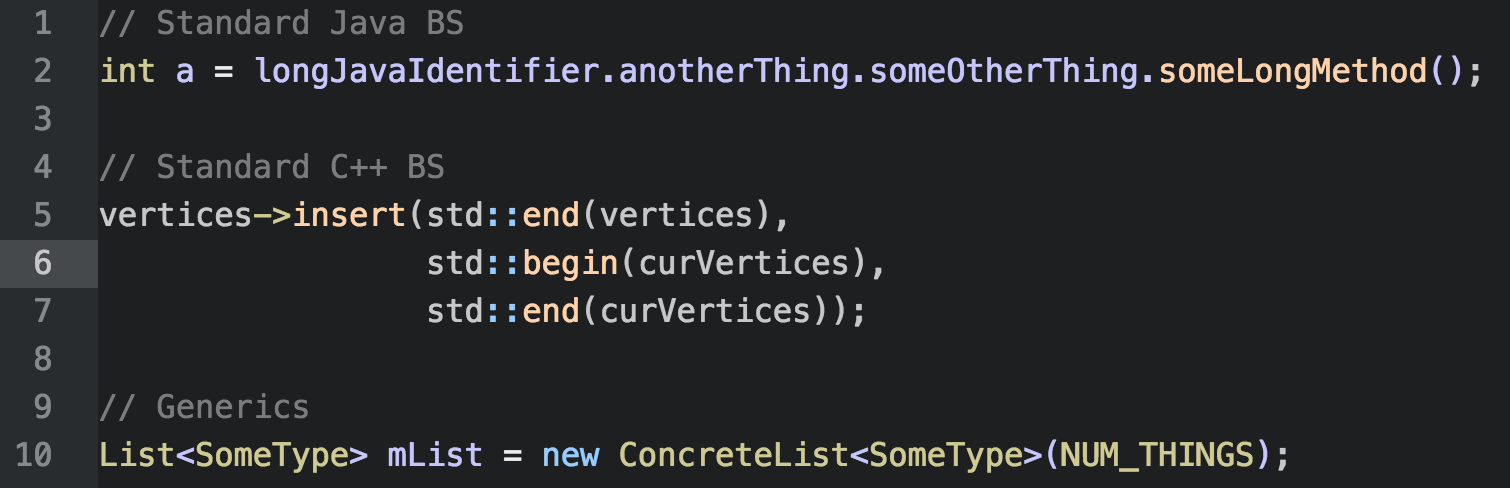 1 // Standard Java BS
2 int a = longJavaIdentifier.anotherThing.someOtherThing.someLongMethod();
3
4 // Standard C++ BS
5 vertices->insert(std::end(vertices),
6                  std::begin(curVertices),
7                  std::end(curVertices));
8
9 // Generics
10 List<SomeType> mList = new ConcreteList<SomeType>(NUM_THINGS);